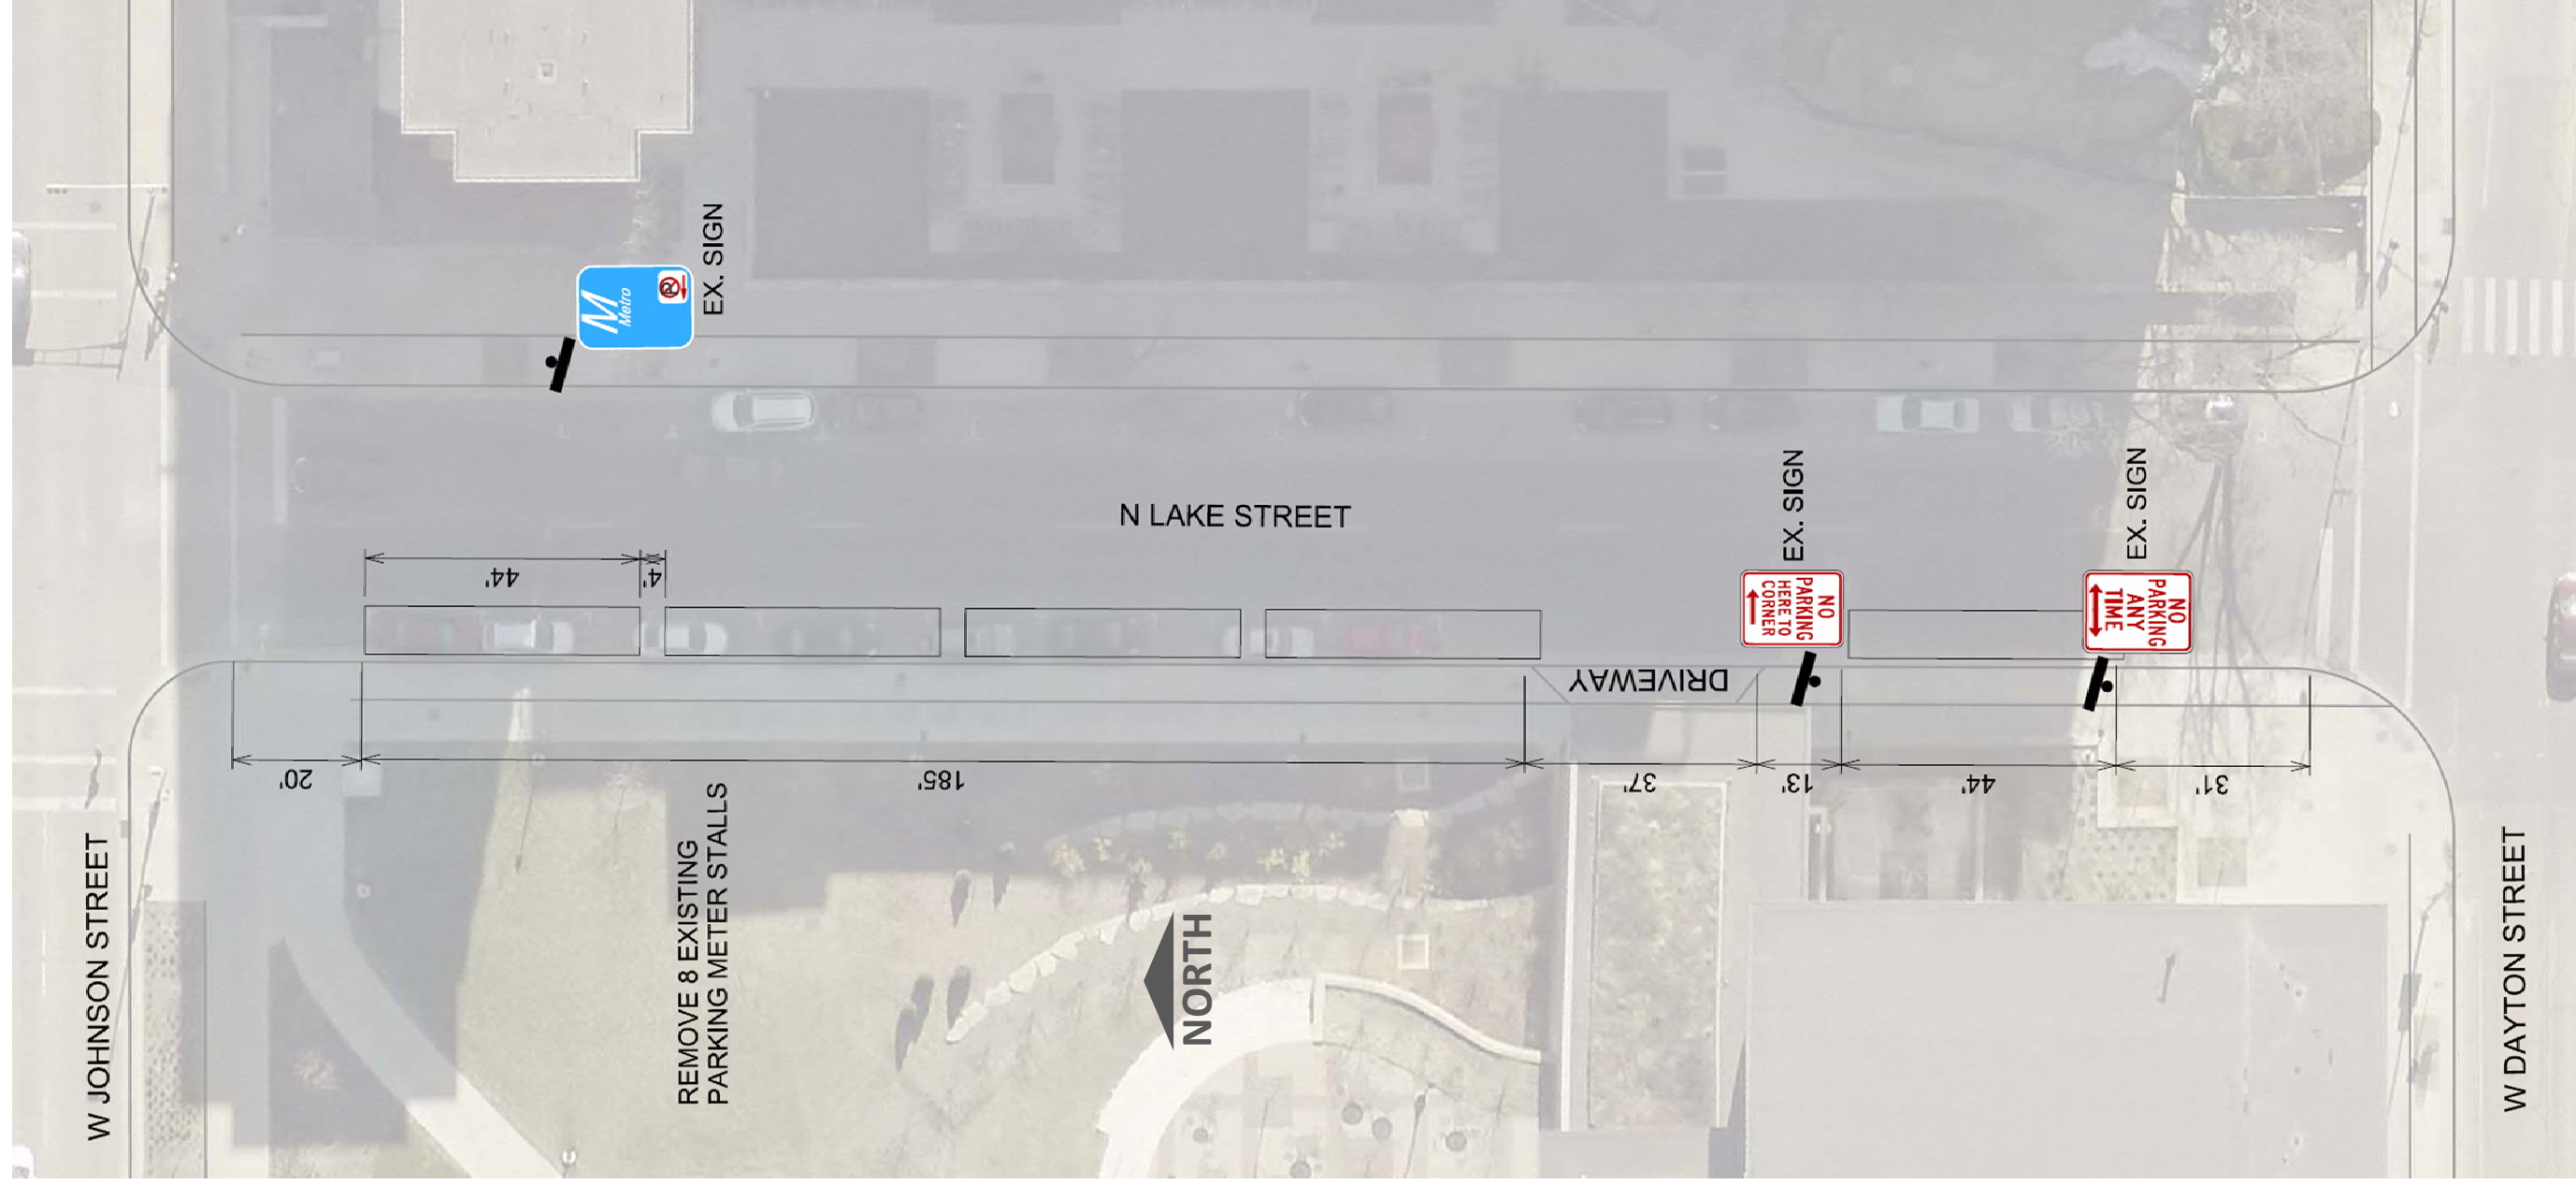 M
Metro
P
EX. SIGN
N LAKE STREET
44'
4'
EX. SIGN
EX. SIGN
NO
PARKING
HERE TO
CORNER
NO
PARKING
ANY
TIME
DRIVEWAY
20'
185'
37'
13'
44'
31'
REMOVE 8 EXISTING
PARKING METER STALLS
NORTH
W JOHNSON STREET
W DAYTON STREET